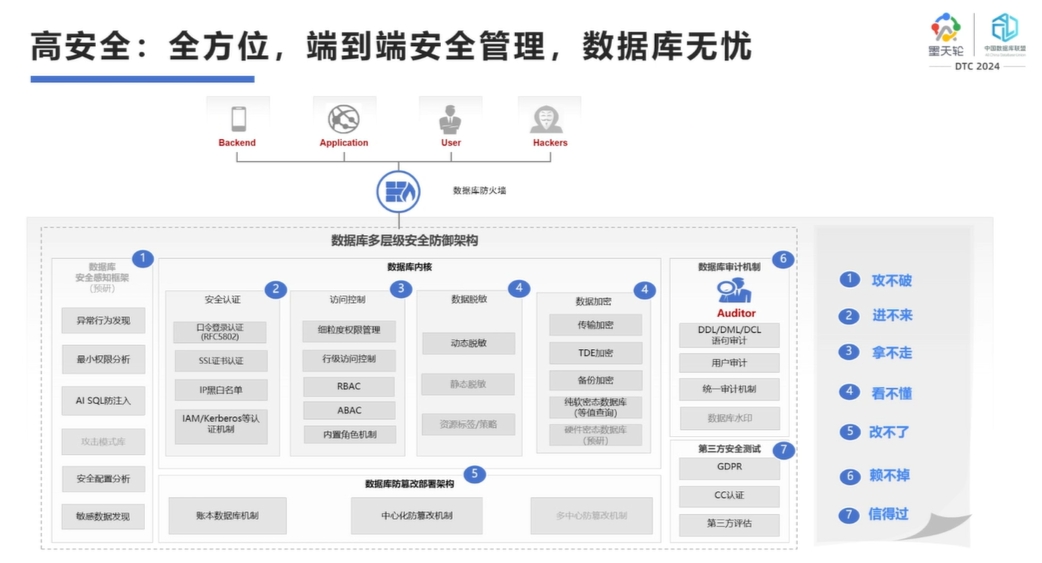 高安全：全方位，端到端安全管理，数据库无忧
墨天轮
中国数据库联盟
DTC 2024
Backend
Application
User
Hackers
数据库防火墙
数据库多层级安全防御架构
1
数据库
安全感知框架
（预研）
异常行为发现
最小权限分析
AI SQL防注入
攻击模式库
安全配置分析
敏感数据发现
数据库内核
2
安全认证
口令登录认证
(RFC5802)
SSL证书认证
IP黑白名单
IAM/Kerberos等认
证机制
3
访问控制
细粒度权限管理
行级访问控制
RBAC
ABAC
内置角色机制
4
数据脱敏
动态脱敏
静态脱敏
资源标签/策略
4
数据加密
传输加密
TDE加密
备份加密
纯软密态数据库
(等值查询)
硬件密态数据库
（预研）
5
数据库防篡改部署架构
账本数据库机制
中心化防篡改机制
多中心防篡改机制
6
数据库审计机制
Auditor
DDL/DML/DCL
语句审计
用户审计
统一审计机制
数据库水印
7
第三方安全测试
GDPR
CC认证
第三方评估
1 攻不破
2 进不来
3 拿不走
4 看不懂
5 改不了
6 赖不掉
7 信得过